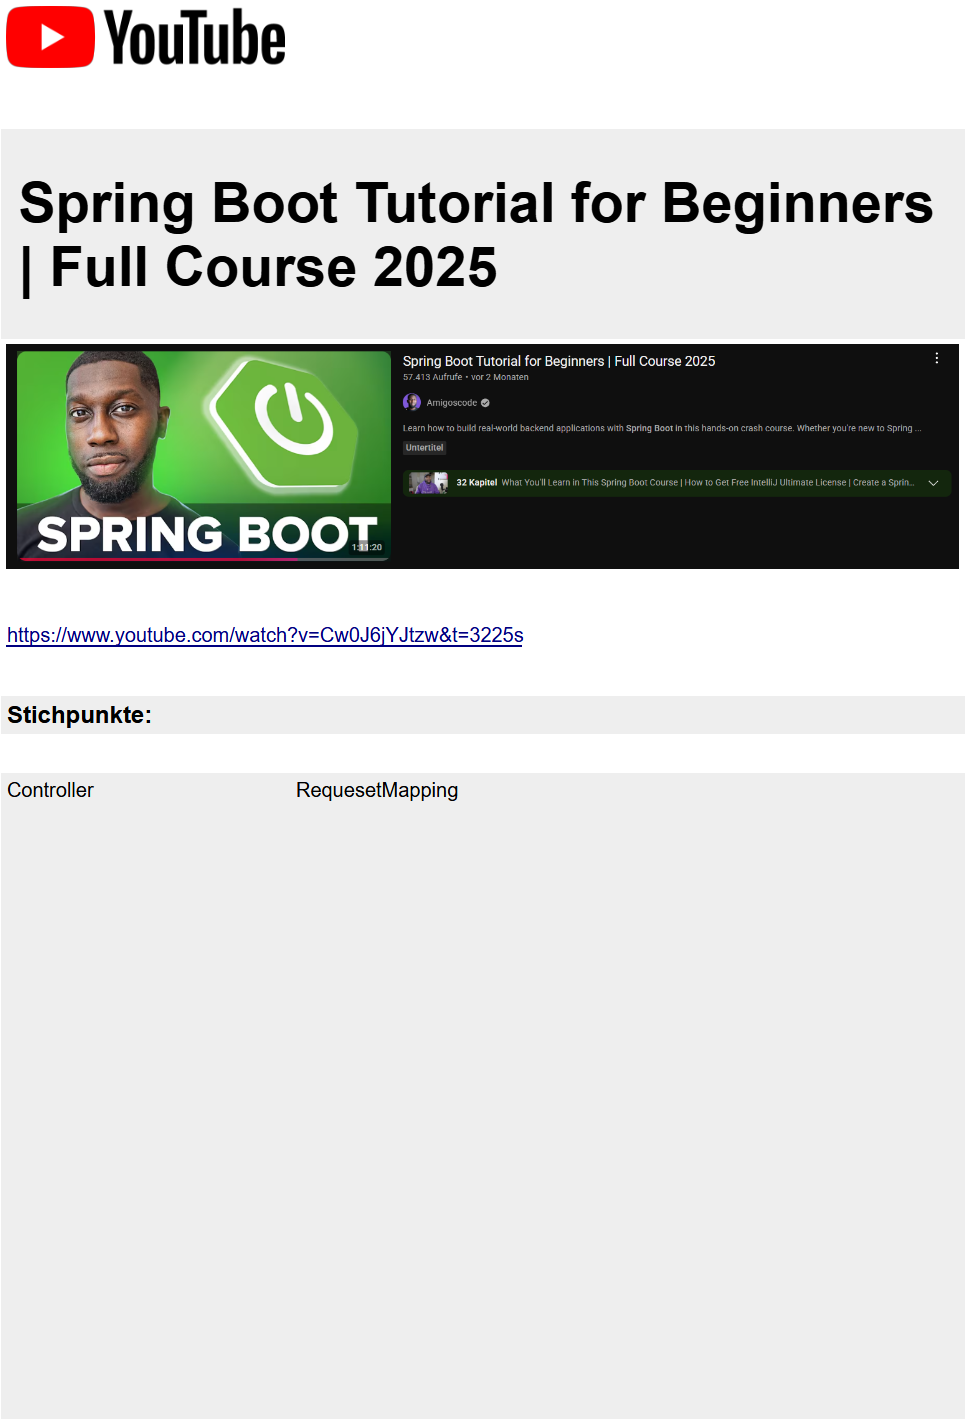 YouTube
Spring Boot Tutorial for Beginners
| Full Course 2025
SPRING BOOT
1:11:20
Spring Boot Tutorial for Beginners | Full Course 2025
57.413 Aufrufe • vor 2 Monaten
Amigoscode
Learn how to build real-world backend applications with Spring Boot in this hands-on crash course. Whether you're new to Spring ...
Untertitel
32 Kapitel What You'll Learn in This Spring Boot Course | How to Get Free IntelliJ Ultimate License | Create a Sprin...
https://www.youtube.com/watch?v=Cw0J6jYJtzw&t=3225s
Stichpunkte:
Controller RequesetMapping